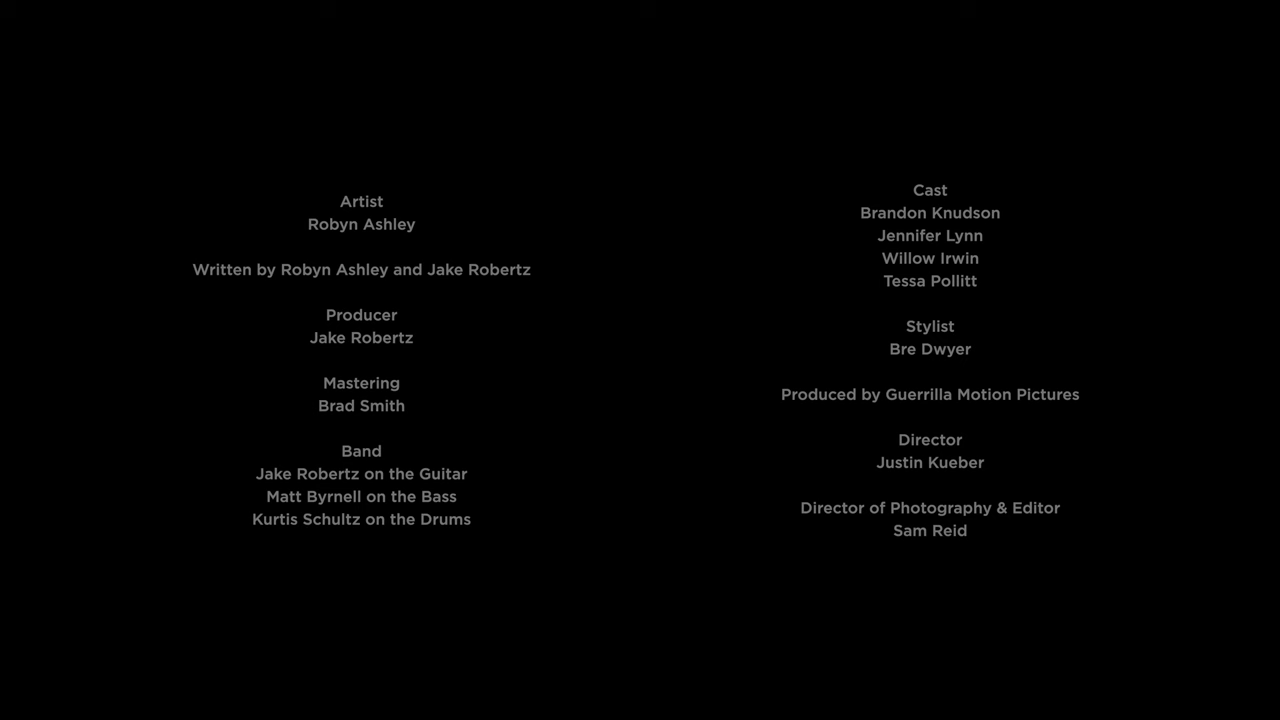 Artist
Robyn Ashley
Written by Robyn Ashley and Jake Robertz
Producer
Jake Robertz
Mastering
Brad Smith
Band
Jake Robertz on the Guitar
Matt Byrnell on the Bass
Kurtis Schultz on the Drums
Cast
Brandon Knudson
Jennifer Lynn
Willow Irwin
Tessa Pollitt
Stylist
Bre Dwyer
Produced by Guerrilla Motion Pictures
Director
Justin Kueber
Director of Photography & Editor
Sam Reid